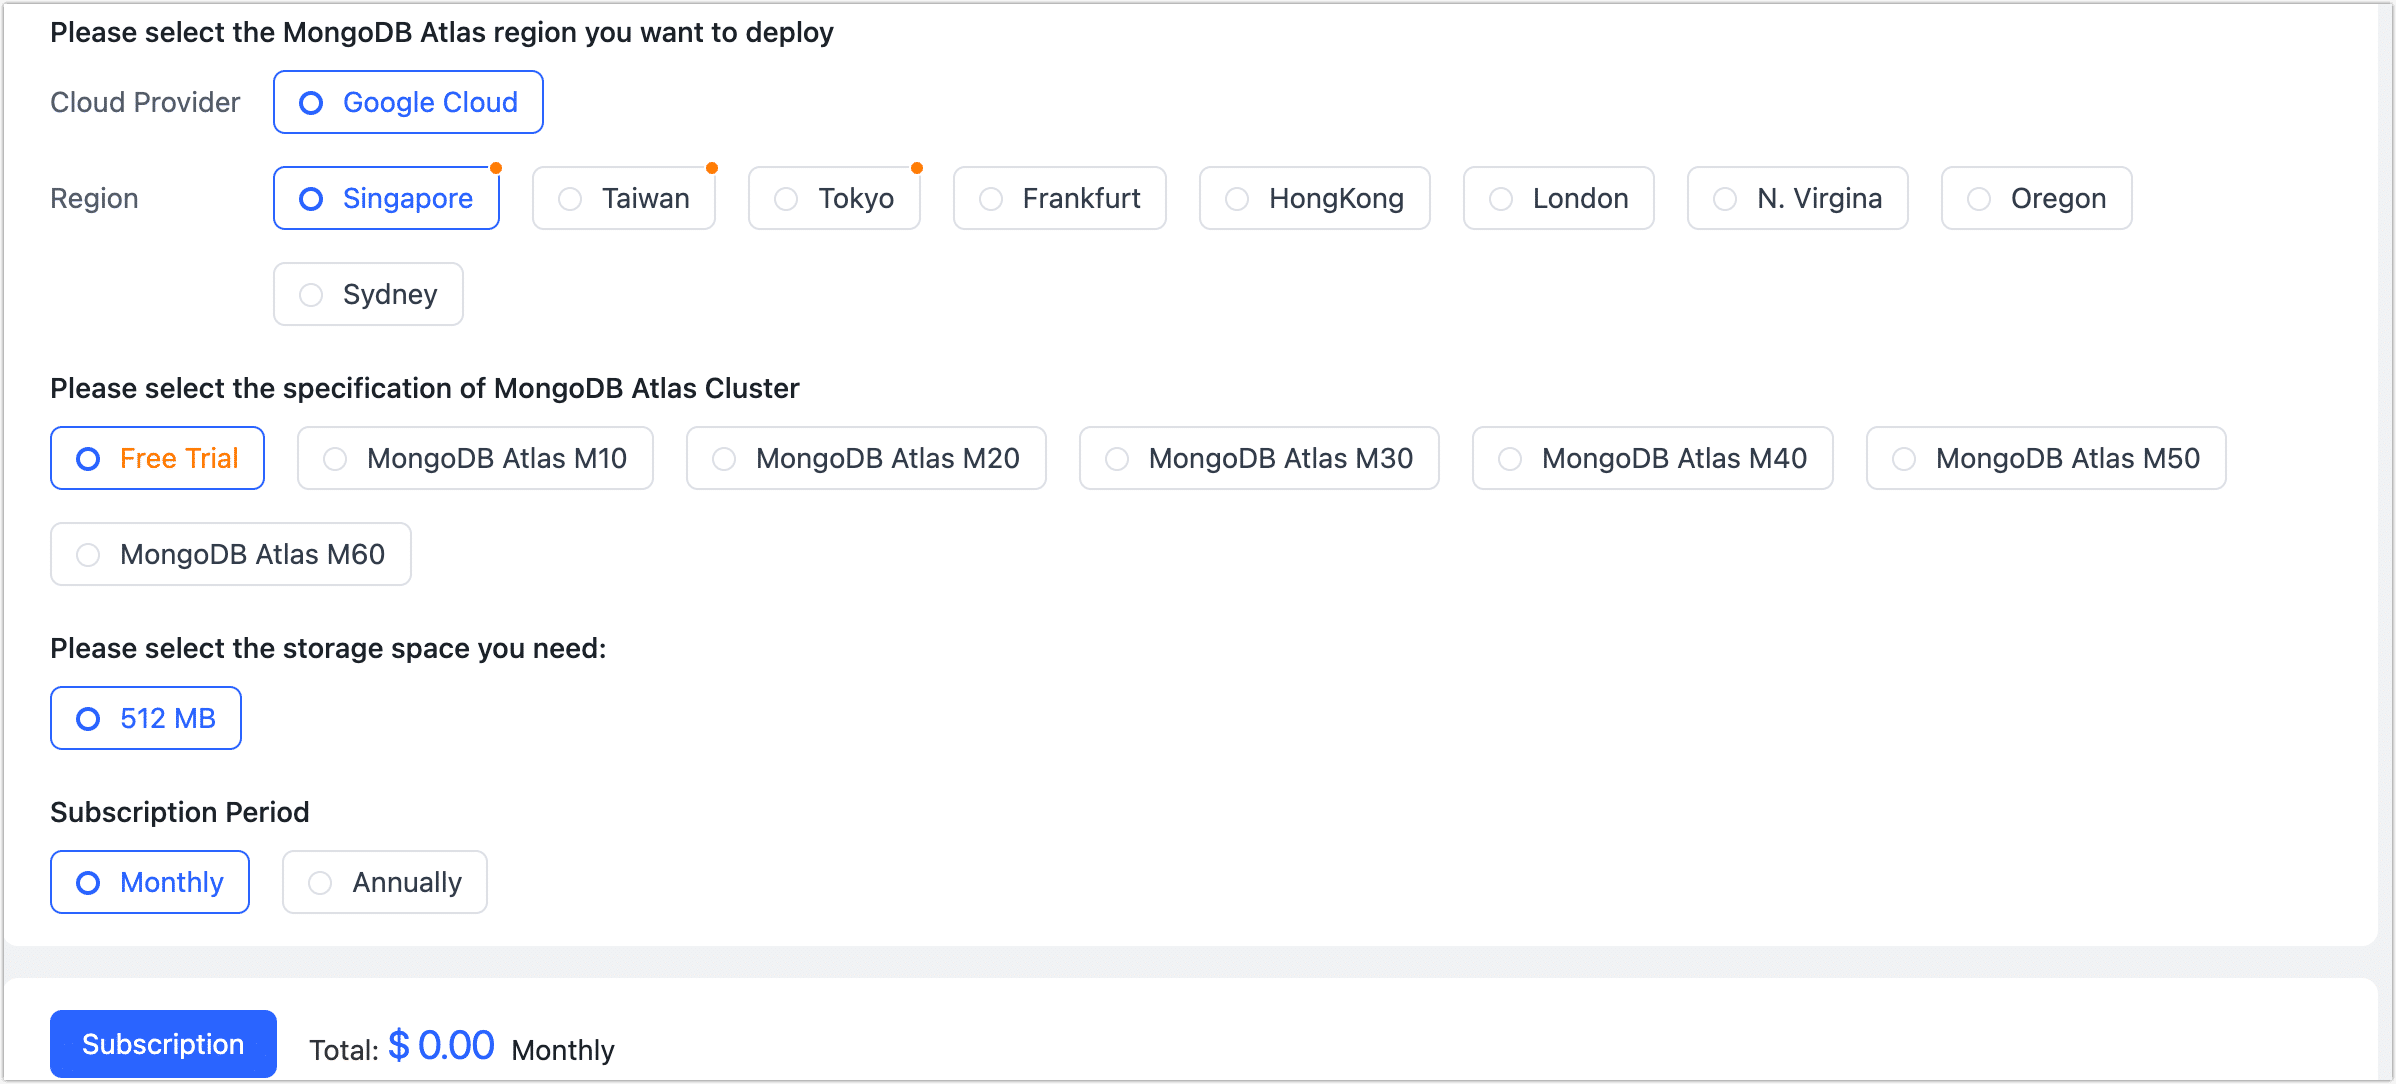 Please select the MongoDB Atlas region you want to deploy
Cloud Provider Google Cloud
Region Singapore Taiwan Tokyo Frankfurt HongKong London N. Virgina Oregon
Sydney
Please select the specification of MongoDB Atlas Cluster
Free Trial MongoDB Atlas M10 MongoDB Atlas M20 MongoDB Atlas M30 MongoDB Atlas M40 MongoDB Atlas M50
MongoDB Atlas M60
Please select the storage space you need:
512 MB
Subscription Period
Monthly Annually
Subscription Total: $ 0.00 Monthly